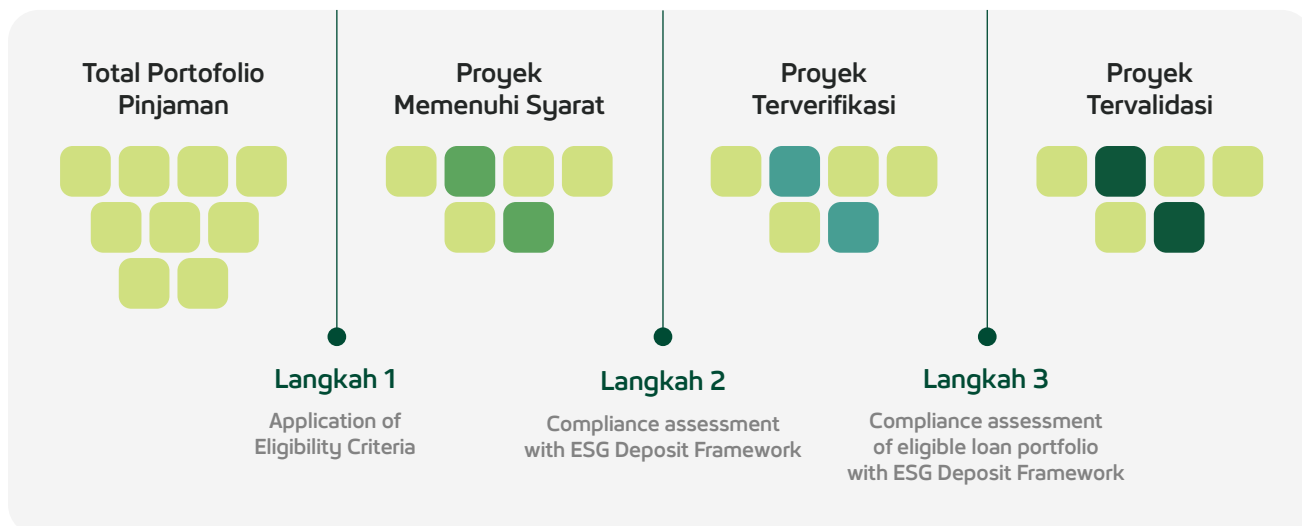 Total Portofolio
Pinjaman
Proyek
Memenuhi Syarat
Proyek
Terverifikasi
Proyek
Tervalidasi
Langkah 1
Application of
Eligibility Criteria
Langkah 2
Compliance assessment
with ESG Deposit Framework
Langkah 3
Compliance assessment
of eligible loan portfolio
with ESG Deposit Framework